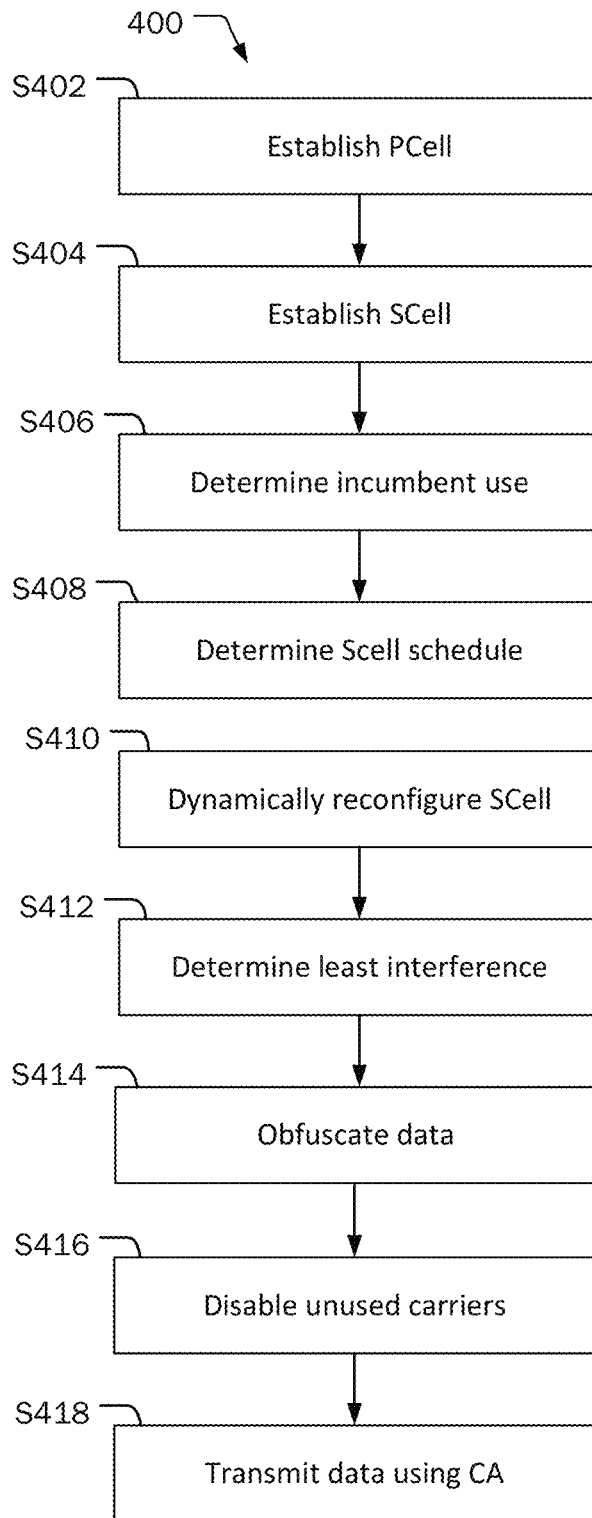 400
S402
Establish PCell
S404
Establish SCell
S406
Determine incumbent use
S408
Determine Scell schedule
S410
Dynamically reconfigure SCell
S412
Determine least interference
S414
Obfuscate data
S416
Disable unused carriers
S418
Transmit data using CA